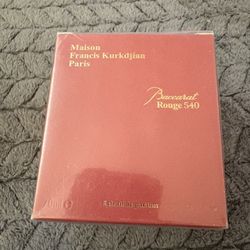 Maison
Francis Kurkdjian
Paris
Baccarat
Rouge 540